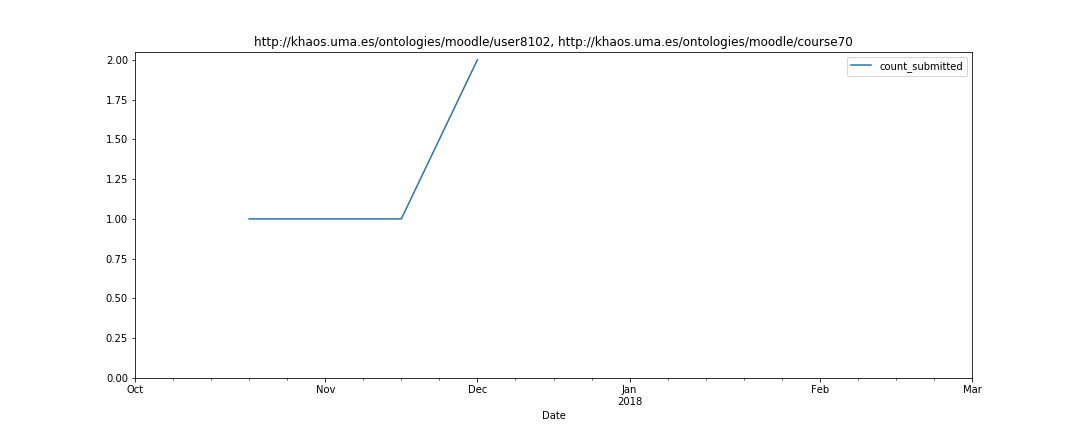 http://khaos.uma.es/ontologies/moodle/user8102, http://khaos.uma.es/ontologies/moodle/course70
count_submitted
2.00
1.75
1.50
1.25
1.00
0.75
0.50
0.25
0.00
Oct Nov Dec Jan Feb Mar
2018
Date